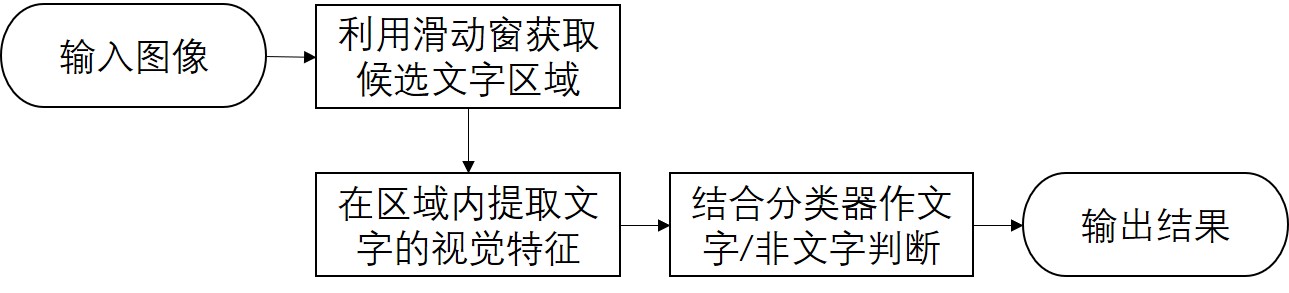 输入图像
利用滑动窗获取
候选文字区域
在区域内提取文
字的视觉特征
结合分类器作文
字/非文字判断
输出结果